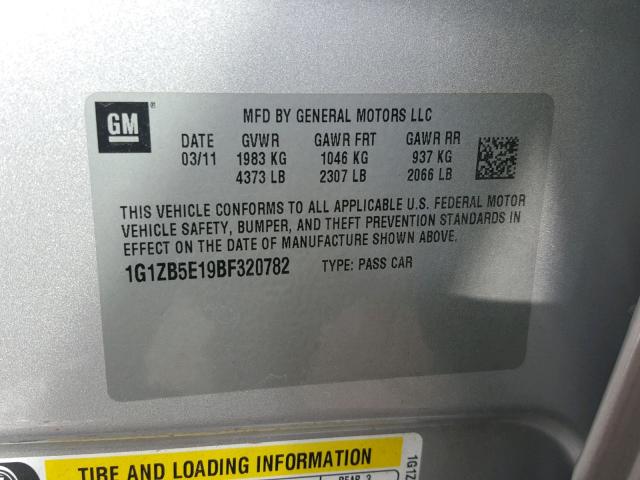 GM
MFD BY GENERAL MOTORS LLC
DATE GVWR GAWR FRT GAWR RR
03/11 1983 KG 1046 KG 937 KG
4373 LB 2307 LB 2066 LB
THIS VEHICLE CONFORMS TO ALL APPLICABLE U.S. FEDERAL MOTOR
VEHICLE SAFETY, BUMPER, AND THEFT PREVENTION STANDARDS IN
EFFECT ON THE DATE OF MANUFACTURE SHOWN ABOVE.
1G1ZB5E19BF320782 TYPE: PASS CAR
TIRE AND LOADING INFORMATION
REAR 3
1G1Z